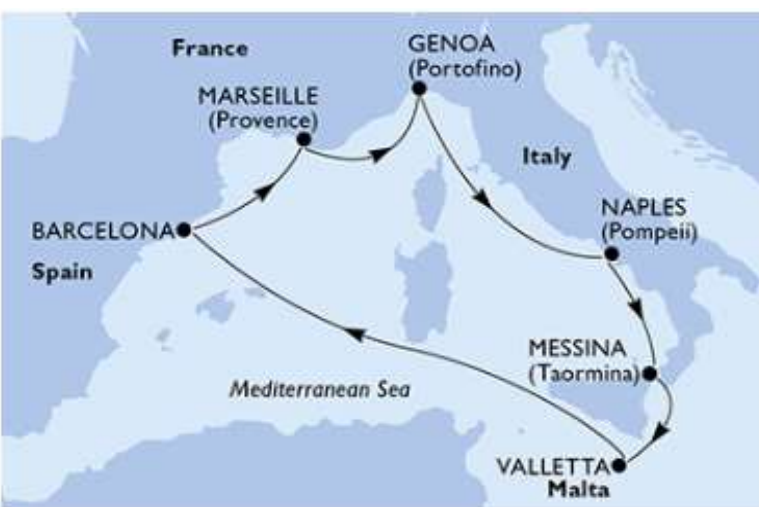 France
GENOA
(Portofino)
MARSEILLE
(Provence)
Italy
NAPLES
(Pompeii)
BARCELONA
Spain
MESSINA
(Taormina)
Mediterranean Sea
VALLETTA
Malta